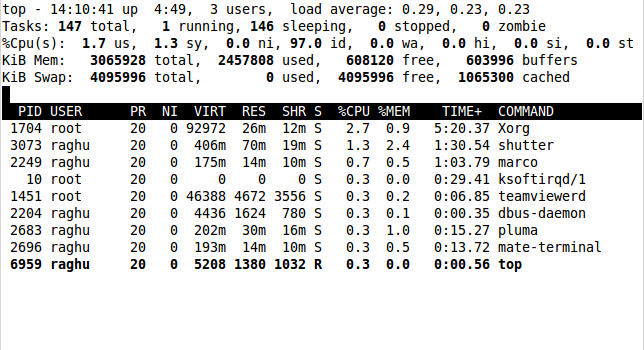 top - 14:10:41 up  4:49,  3 users,  load average: 0.29, 0.23, 0.23
Tasks: 147 total,   1 running, 146 sleeping,   0 stopped,   0 zombie
%Cpu(s):  1.7 us,  1.3 sy,  0.0 ni, 97.0 id,  0.0 wa,  0.0 hi,  0.0 si,  0.0 st
KiB Mem:   3065928 total,  2457808 used,   608120 free,   603996 buffers
KiB Swap:  4095996 total,        0 used,  4095996 free,  1065300 cached
  PID USER      PR  NI  VIRT  RES  SHR S  %CPU %MEM    TIME+  COMMAND
 1704 root      20   0 92972  26m  12m S   2.7  0.9   5:20.37 Xorg
 3073 raghu     20   0  406m  70m  19m S   1.3  2.4   1:30.54 shutter
 2249 raghu     20   0  175m  14m  10m S   0.7  0.5   1:03.79 marco
   10 root      20   0     0    0    0 S   0.3  0.0   0:29.41 ksoftirqd/1
 1451 root      20   0 46388 4672 3556 S   0.3  0.2   0:06.85 teamviewerd
 2204 raghu     20   0  4436 1624  780 S   0.3  0.1   0:00.35 dbus-daemon
 2683 raghu     20   0  202m  30m  16m S   0.3  1.0   0:15.27 pluma
 2696 raghu     20   0  193m  14m  10m S   0.3  0.5   0:13.72 mate-terminal
 6959 raghu     20   0  5208 1380 1032 R   0.3  0.0   0:00.56 top